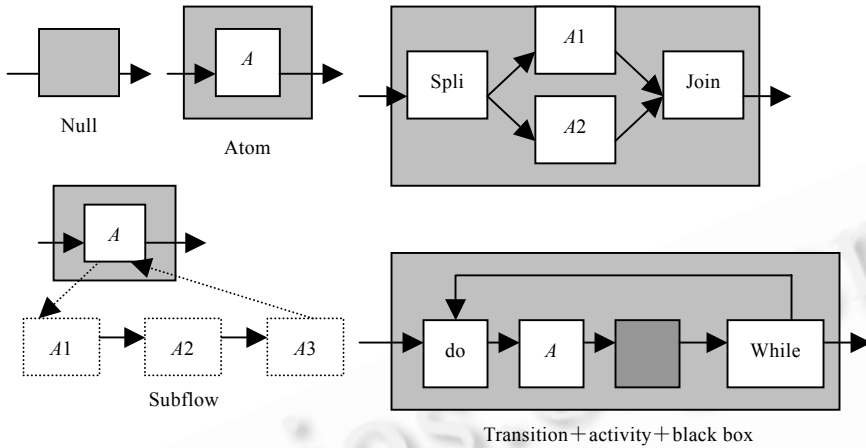 A
A1
Spli
Join
A2
Null
Atom
A
A1
A2
A3
do
A
While
Subflow
Transition+activity+black box